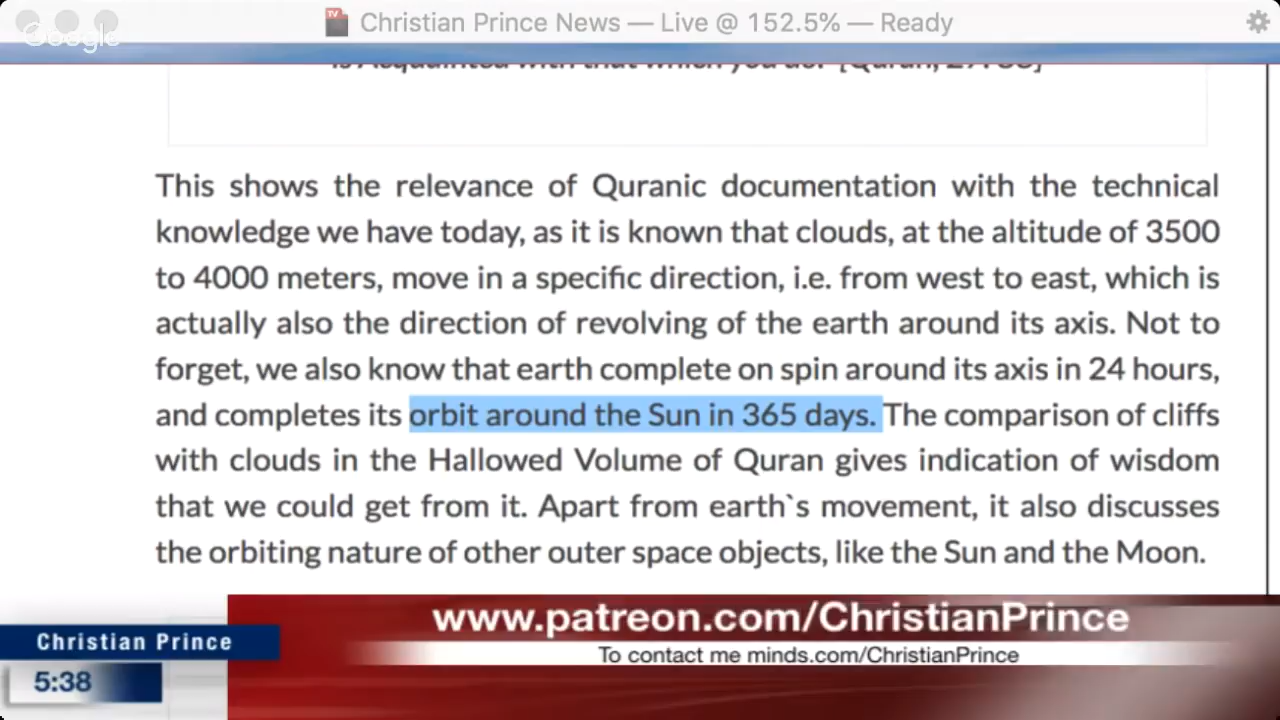 Christian Prince News — Live @ 152.5% — Ready
Google
This shows the relevance of Quranic documentation with the technical
knowledge we have today, as it is known that clouds, at the altitude of 3500
to 4000 meters, move in a specific direction, i.e. from west to east, which is
actually also the direction of revolving of the earth around its axis. Not to
forget, we also know that earth complete on spin around its axis in 24 hours,
and completes its orbit around the Sun in 365 days. The comparison of cliffs
with clouds in the Hallowed Volume of Quran gives indication of wisdom
that we could get from it. Apart from earth`s movement, it also discusses
the orbiting nature of other outer space objects, like the Sun and the Moon.
www.patreon.com/ChristianPrince
Christian Prince
To contact me minds.com/ChristianPrince
5:38